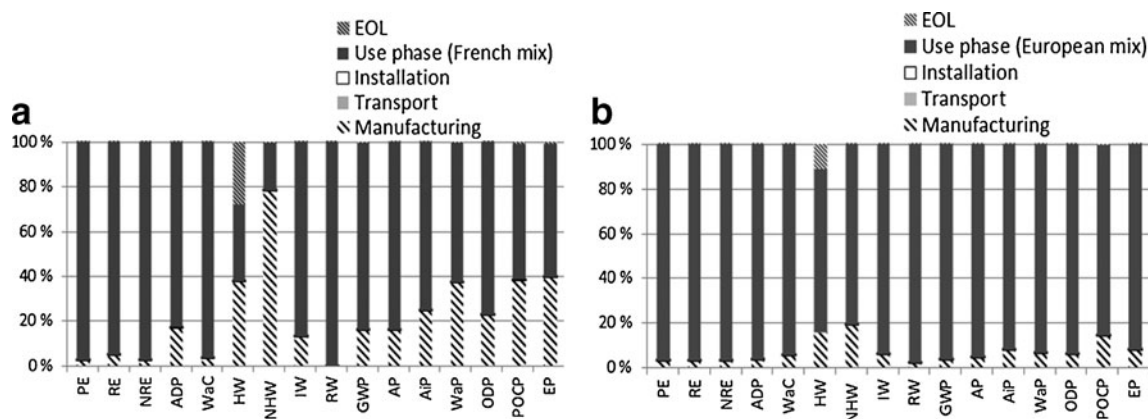 EOL
Use phase (French mix)
Installation
Transport
Manufacturing
a
100 %
80 %
60 %
40 %
20 %
0 %
PE
RE
NRE
ADP
WaC
HW
NHW
IW
RW
GWP
AP
AiP
WaP
ODP
POCP
EP
EOL
Use phase (European mix)
Installation
Transport
Manufacturing
b
100 %
80 %
60 %
40 %
20 %
0 %
PE
RE
NRE
ADP
WaC
HW
NHW
IW
RW
GWP
AP
AiP
WaP
ODP
POCP
EP